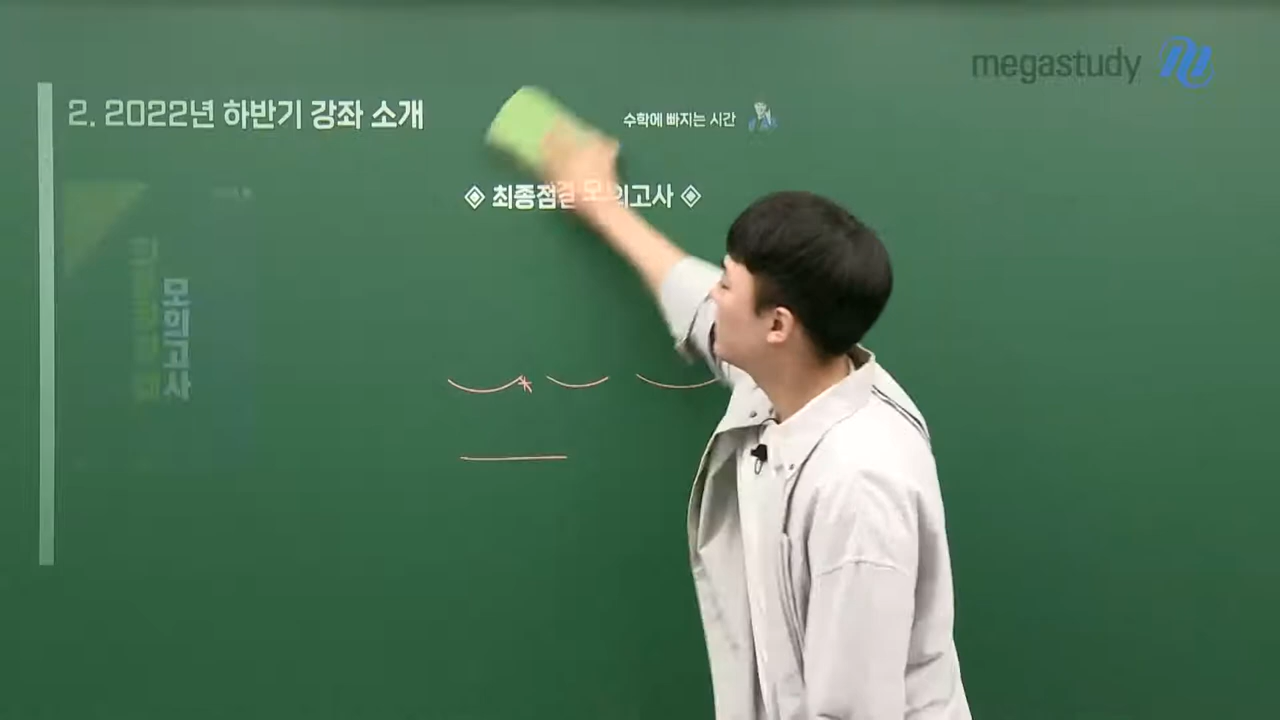 megastudy
2. 2022년 하반기 강좌 소개
수학에 빠지는 시간
◈ 최종점검 모의고사 ◈
모의고사